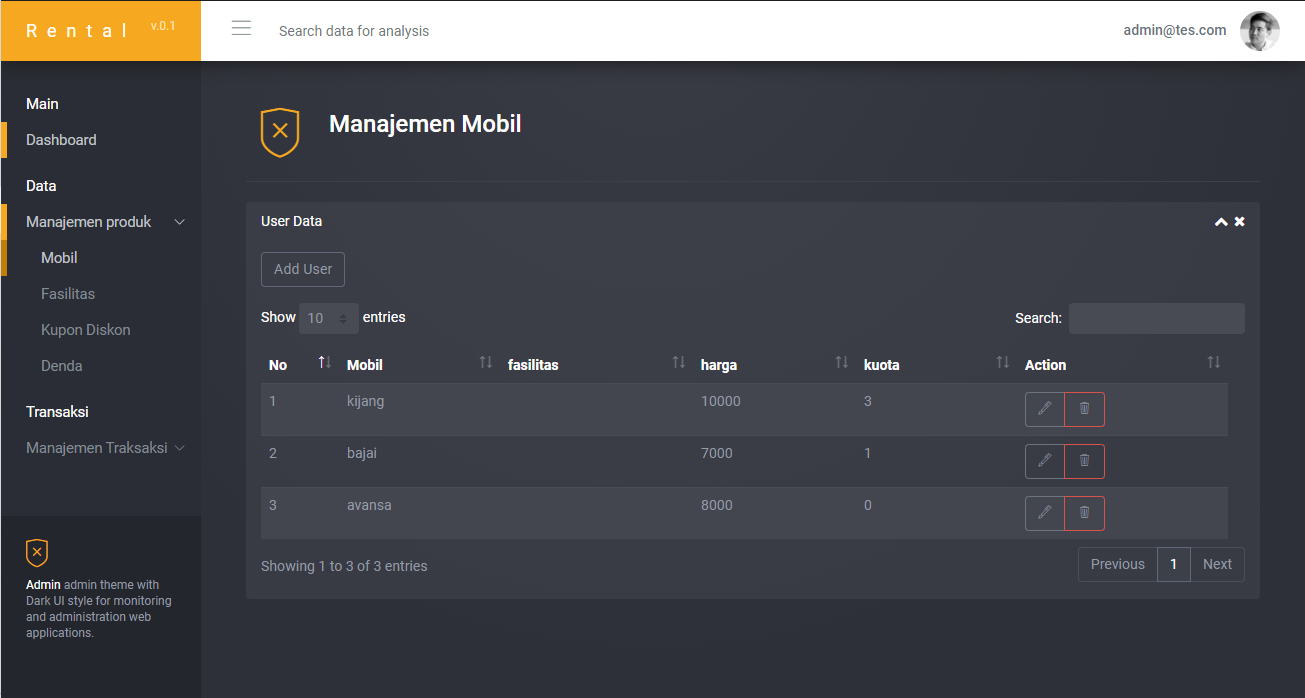 Rental v.0.1
Search data for analysis
admin@tes.com
Main
Dashboard
Data
Manajemen produk
Mobil
Fasilitas
Kupon Diskon
Denda
Transaksi
Manajemen Traksaksi
Admin admin theme with
Dark UI style for monitoring
and administration web
applications.
Manajemen Mobil
User Data
Add User
Show 10 entries
Search:
No Mobil fasilitas harga kuota Action
1 kijang 10000 3
2 bajai 7000 1
3 avansa 8000 0
Showing 1 to 3 of 3 entries
Previous 1 Next